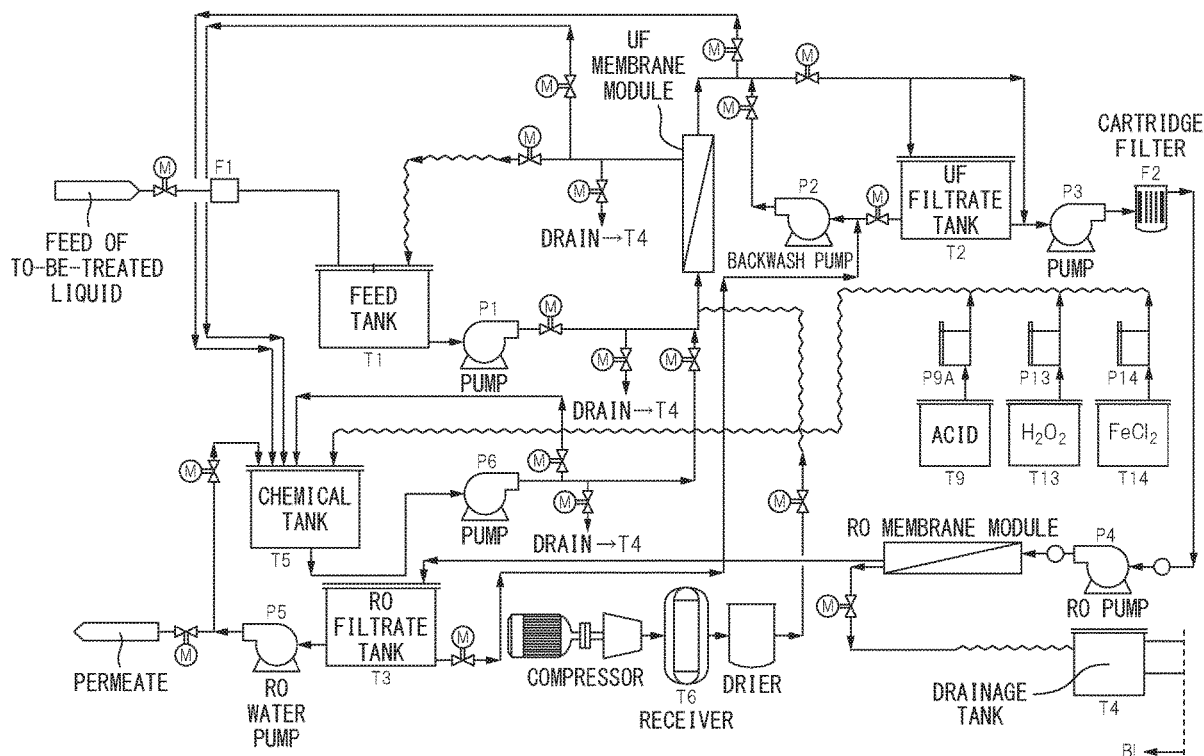 UF
MEMBRANE
MODULE
M
M
M
M
M
M
M
M
F1
FEED OF
TO-BE-TREATED
LIQUID
DRAIN→T4
P2
BACKWASH PUMP
M
UF
FILTRATE
TANK
T2
P3
PUMP
CARTRIDGE
FILTER
F2
FEED
TANK
T1
P1
PUMP
M
M
M
DRAIN→T4
P9A
P13
P14
ACID
T9
H₂O₂
T13
FeCl₂
T14
M
CHEMICAL
TANK
T5
P6
PUMP
M
M
DRAIN→T4
M
RO MEMBRANE MODULE
P4
RO PUMP
M
PERMEATE
M
P5
RO
WATER
PUMP
RO
FILTRATE
TANK
T3
M
COMPRESSOR
T6
RECEIVER
DRIER
DRAINAGE
TANK
T4
BL